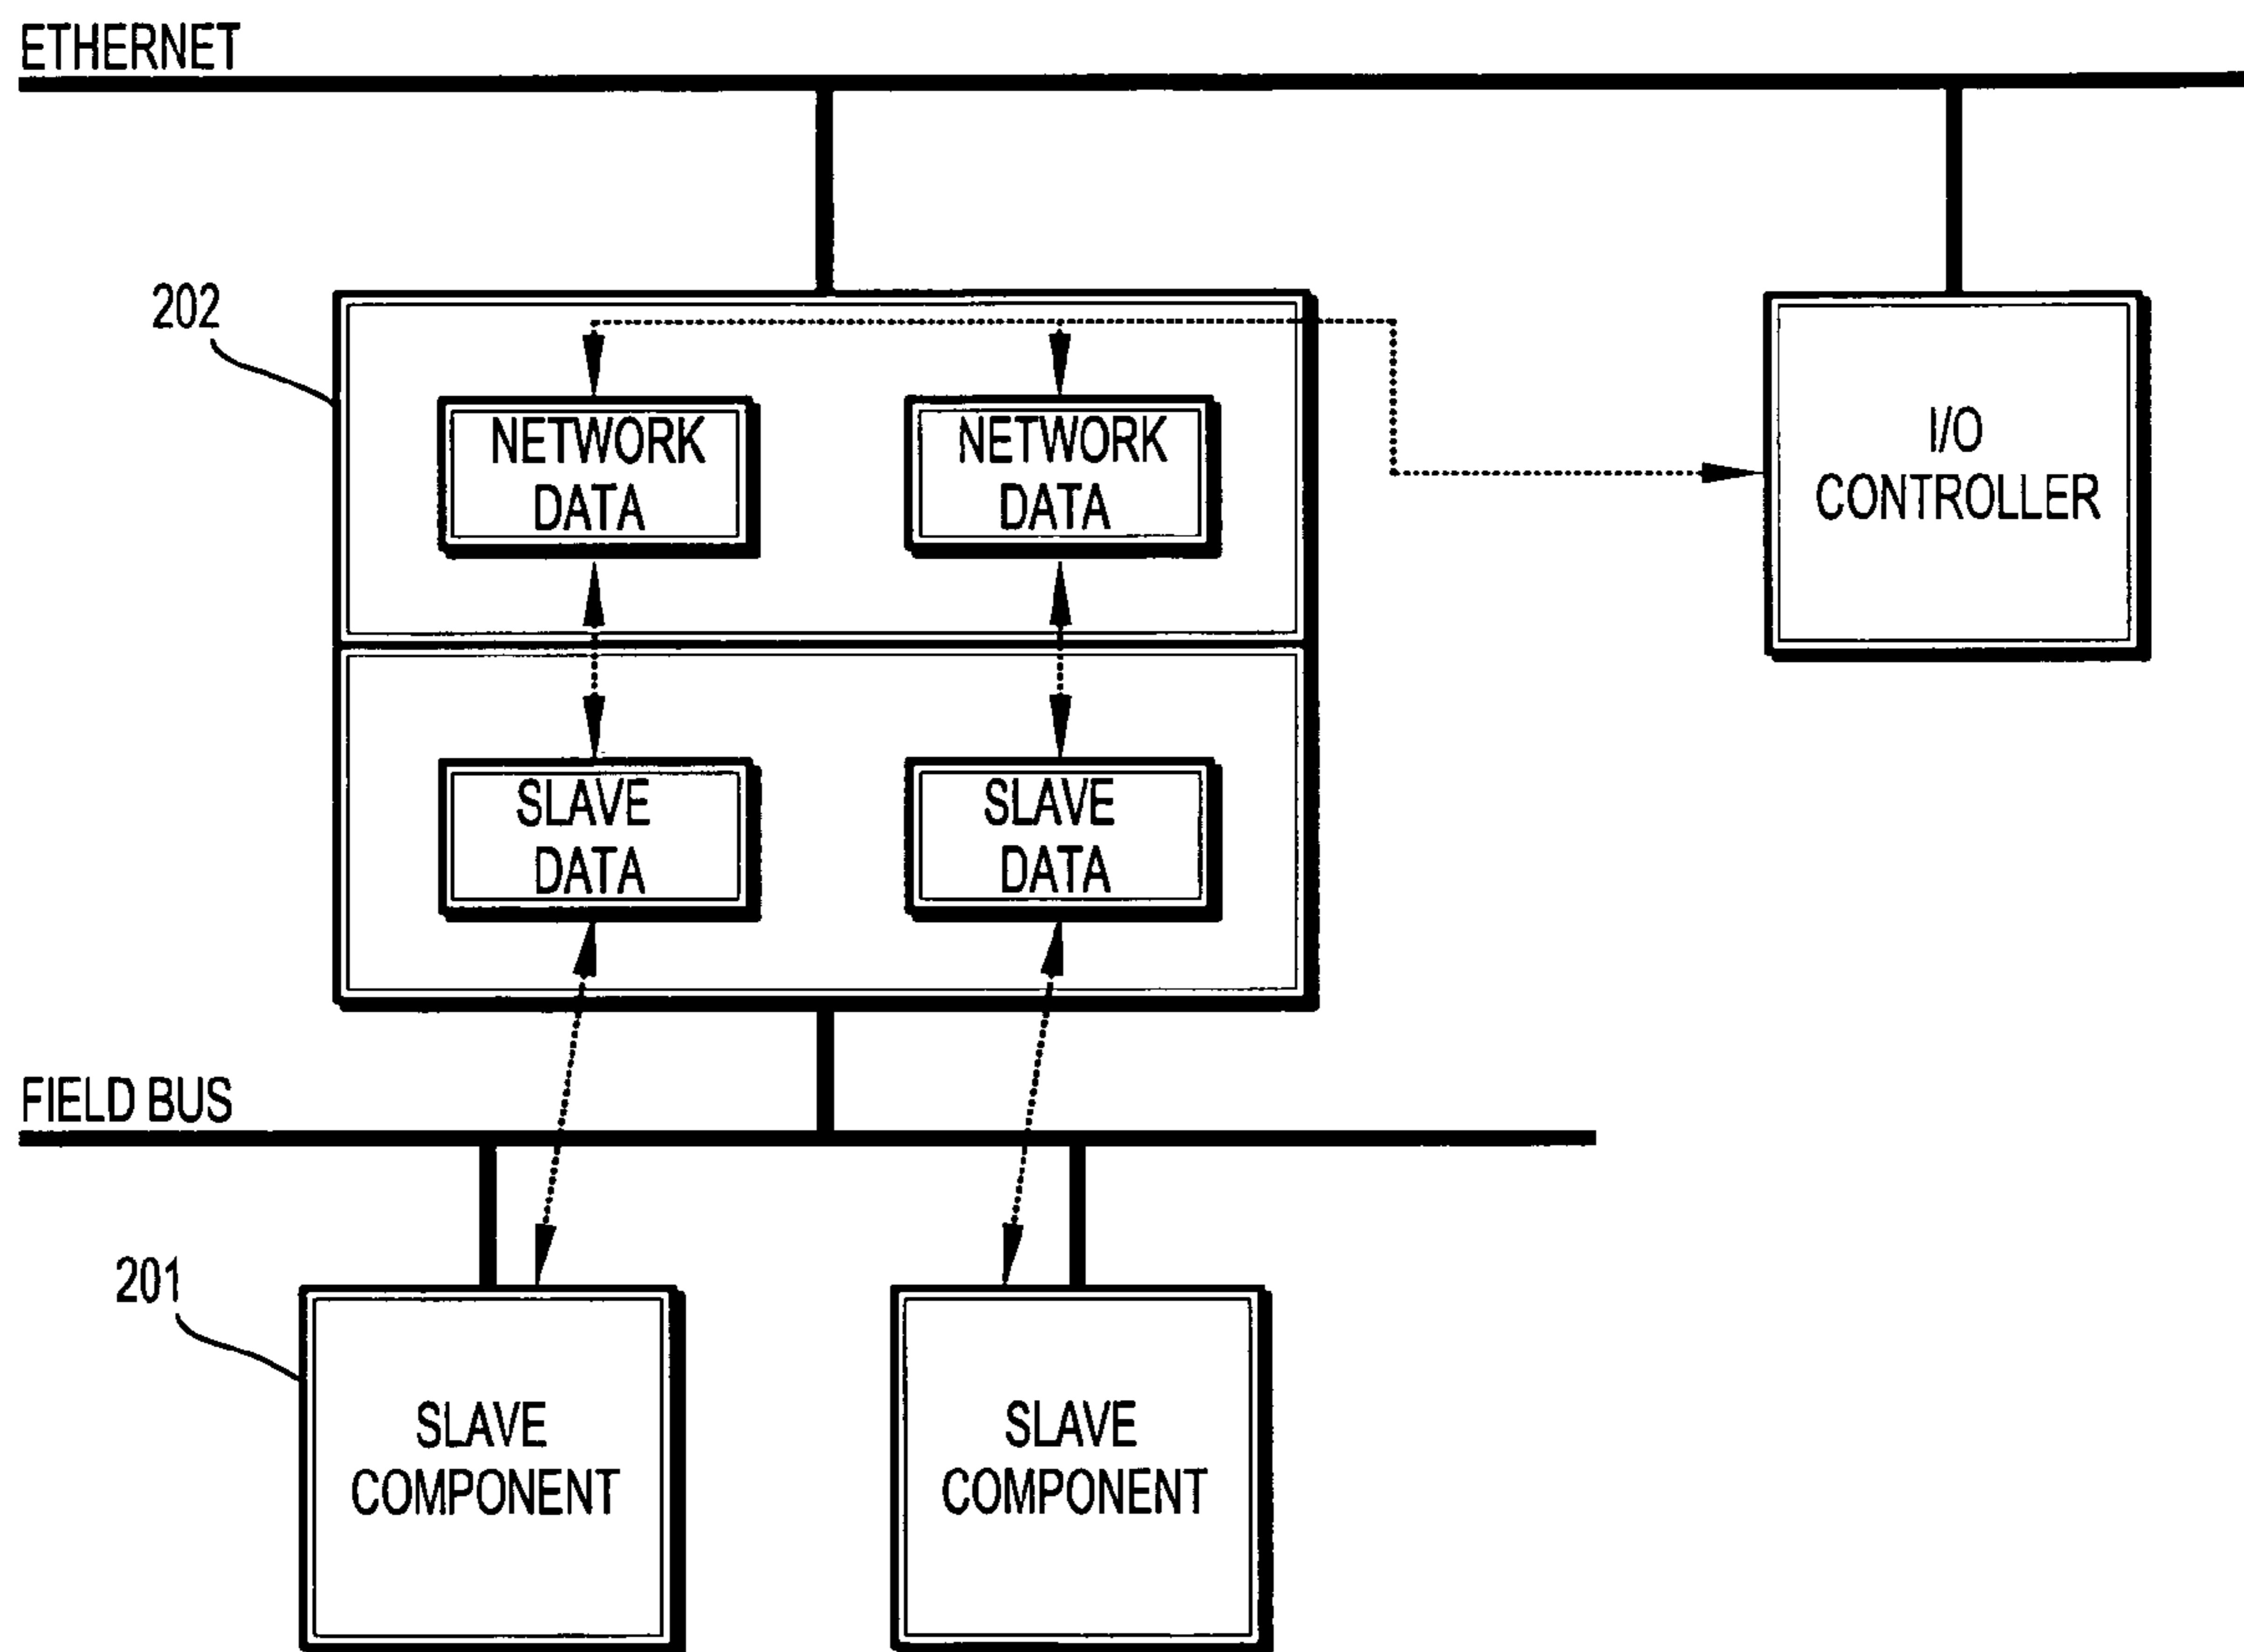 ETHERNET
202
NETWORK
DATA
NETWORK
DATA
I/O
CONTROLLER
SLAVE
DATA
SLAVE
DATA
FIELD BUS
201
SLAVE
COMPONENT
SLAVE
COMPONENT